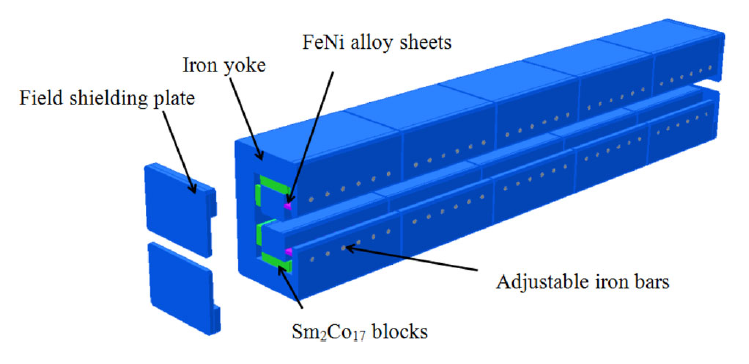 FeNi alloy sheets
Iron yoke
Field shielding plate
Adjustable iron bars
Sm₂Co₁₇ blocks